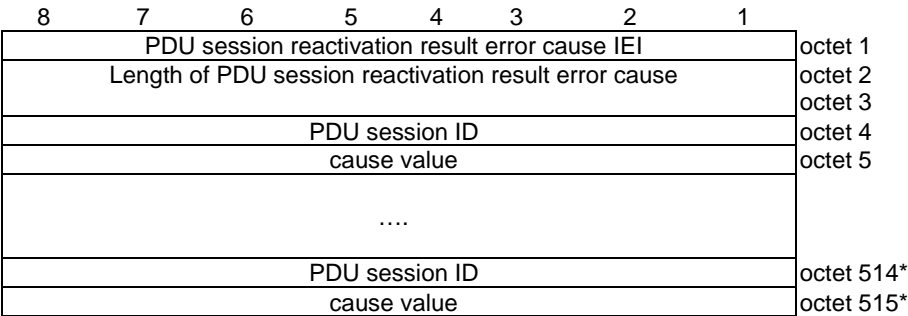 8 7 6 5 4 3 2 1
PDU session reactivation result error cause IEI octet 1
Length of PDU session reactivation result error cause octet 2
octet 3
PDU session ID octet 4
cause value octet 5
….
PDU session ID octet 514*
cause value octet 515*